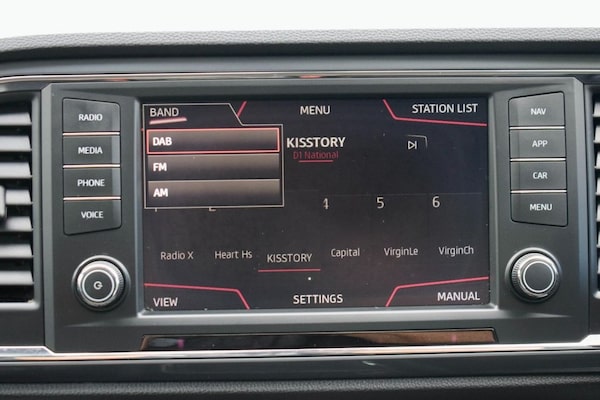 BAND MENU STATION LIST
RADIO
MEDIA
PHONE
VOICE
DAB
FM
AM
KISSTORY
D1 National
2 4 5 6
Radio X Heart Hs KISSTORY Capital VirginLe VirginCh
VIEW SETTINGS MANUAL
NAV
APP
CAR
MENU